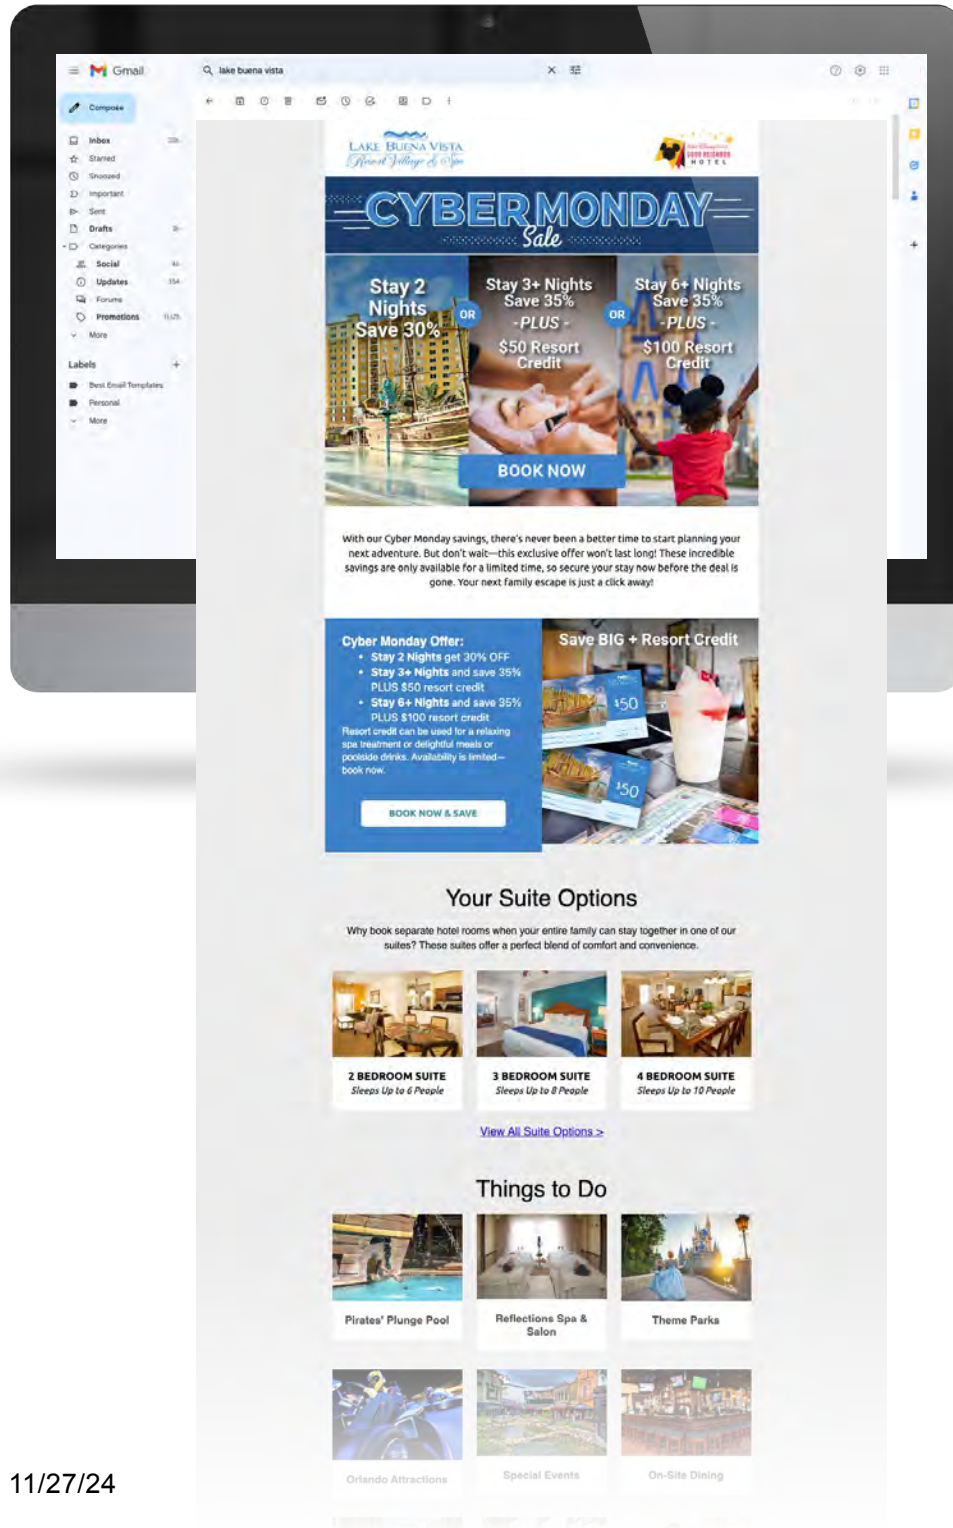 Gmail
lake buena vista
Compose
Inbox
Starred
Snoozed
Important
Sent
Drafts
Categories
Social
Updates
Forums
Promotions
More
Labels
Best Email Templates
Personal
More
LAKE BUENA VISTA
Resort Village & Spa
GOOD NEIGHBOR
HOTEL
CYBER MONDAY
Sale
Stay 2
Nights
Save 30%
OR
Stay 3+ Nights
Save 35%
-PLUS-
$50 Resort
Credit
OR
Stay 6+ Nights
Save 35%
-PLUS-
$100 Resort
Credit
BOOK NOW
With our Cyber Monday savings, there's never been a better time to start planning your
next adventure. But don't wait—this exclusive offer won't last long! These incredible
savings are only available for a limited time, so secure your stay now before the deal is
gone. Your next family escape is just a click away!
Cyber Monday Offer:
• Stay 2 Nights get 30% OFF
• Stay 3+ Nights and save 35%
PLUS $50 resort credit
• Stay 6+ Nights and save 35%
PLUS $100 resort credit
Resort credit can be used for a relaxing
spa treatment or delightful meals or
poolside drinks. Availability is limited—
book now.
BOOK NOW & SAVE
Save BIG + Resort Credit
$50
$50
Your Suite Options
Why book separate hotel rooms when your entire family can stay together in one of our
suites? These suites offer a perfect blend of comfort and convenience.
2 BEDROOM SUITE
Sleeps Up to 6 People
3 BEDROOM SUITE
Sleeps Up to 8 People
4 BEDROOM SUITE
Sleeps Up to 10 People
View All Suite Options >
Things to Do
Pirates' Plunge Pool
Reflections Spa &
Salon
Theme Parks
Orlando Attractions
Special Events
On-Site Dining
11/27/24